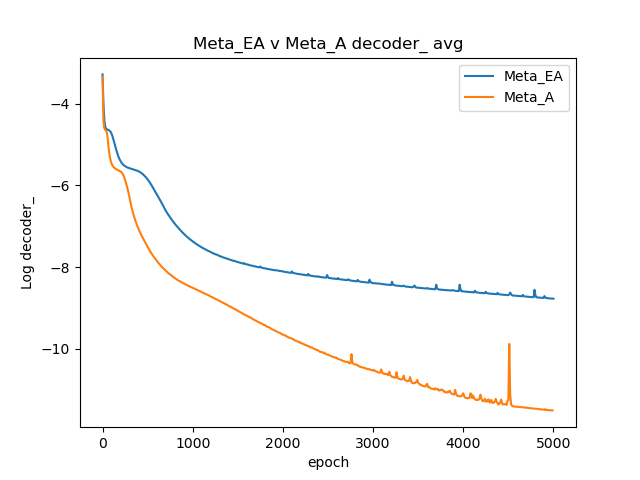 Meta_EA v Meta_A decoder_ avg
Meta_EA
Meta_A
Log decoder_
−4
−6
−8
−10
0
1000
2000
3000
4000
5000
epoch